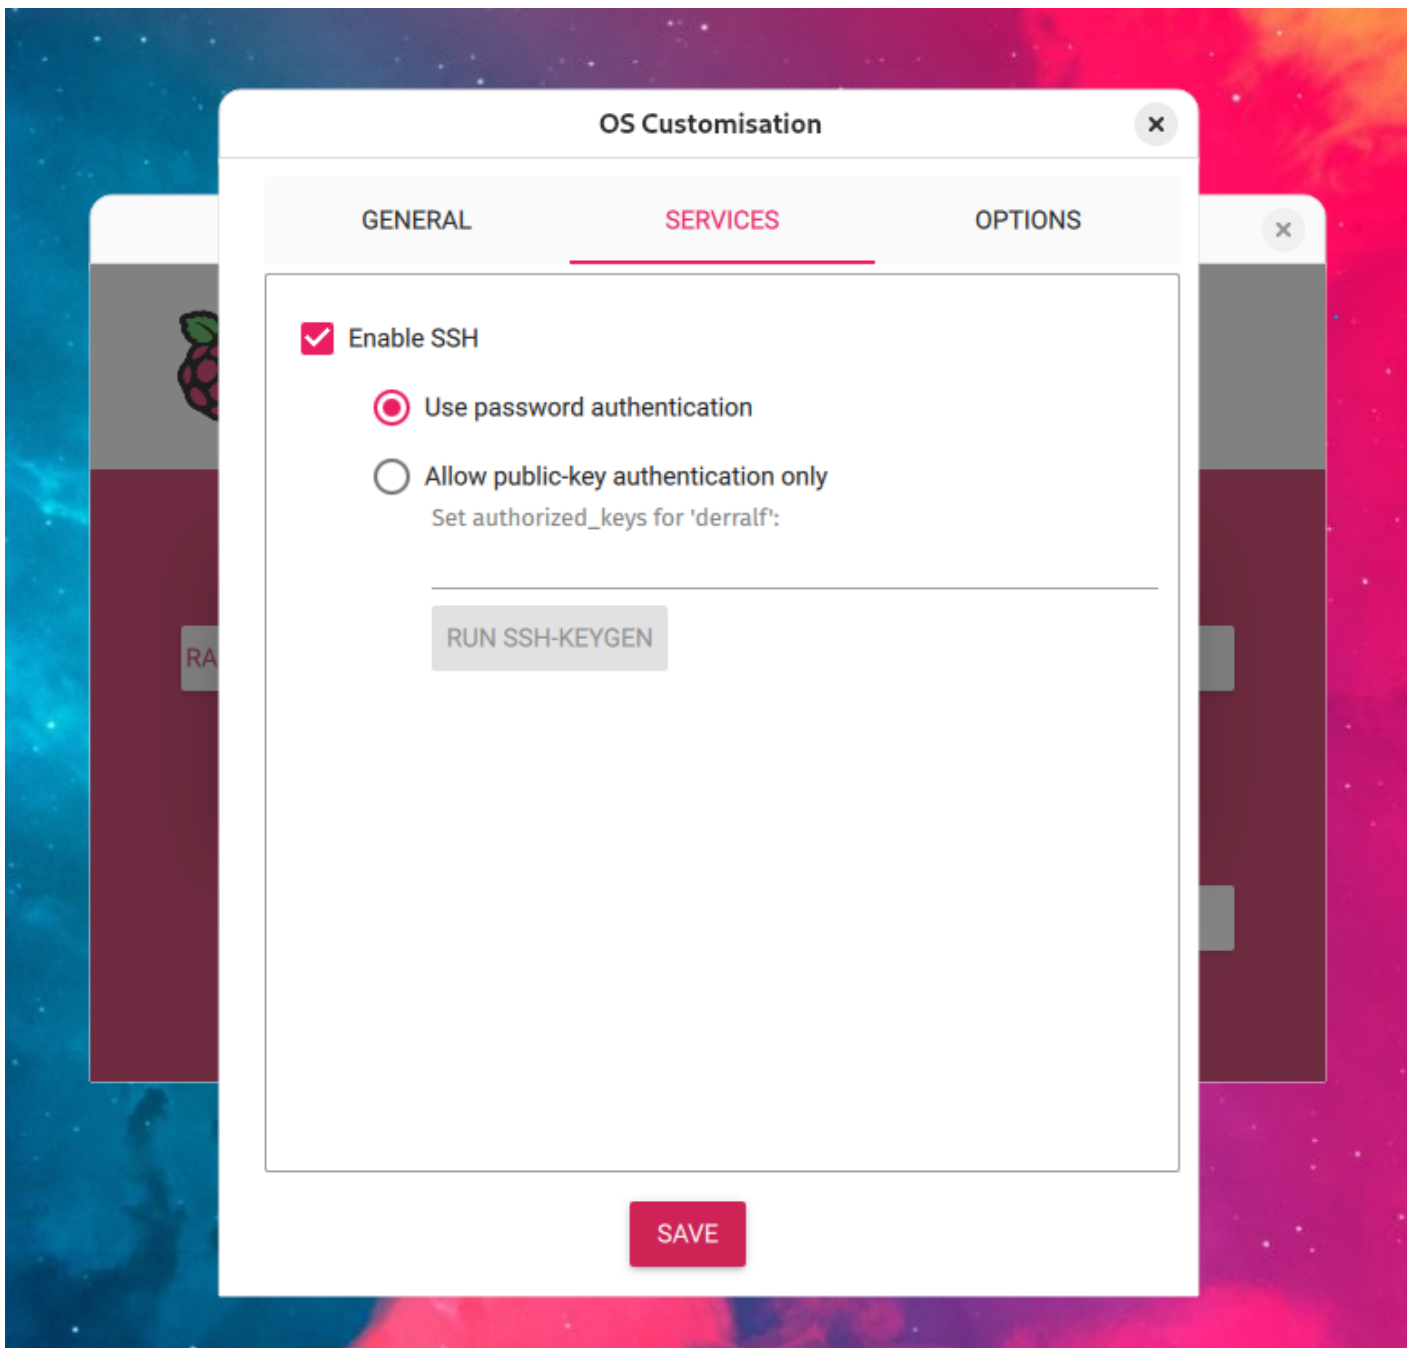 OS Customisation
GENERAL
SERVICES
OPTIONS
Enable SSH
Use password authentication
Allow public-key authentication only
Set authorized_keys for 'derralf':
RUN SSH-KEYGEN
RA
SAVE